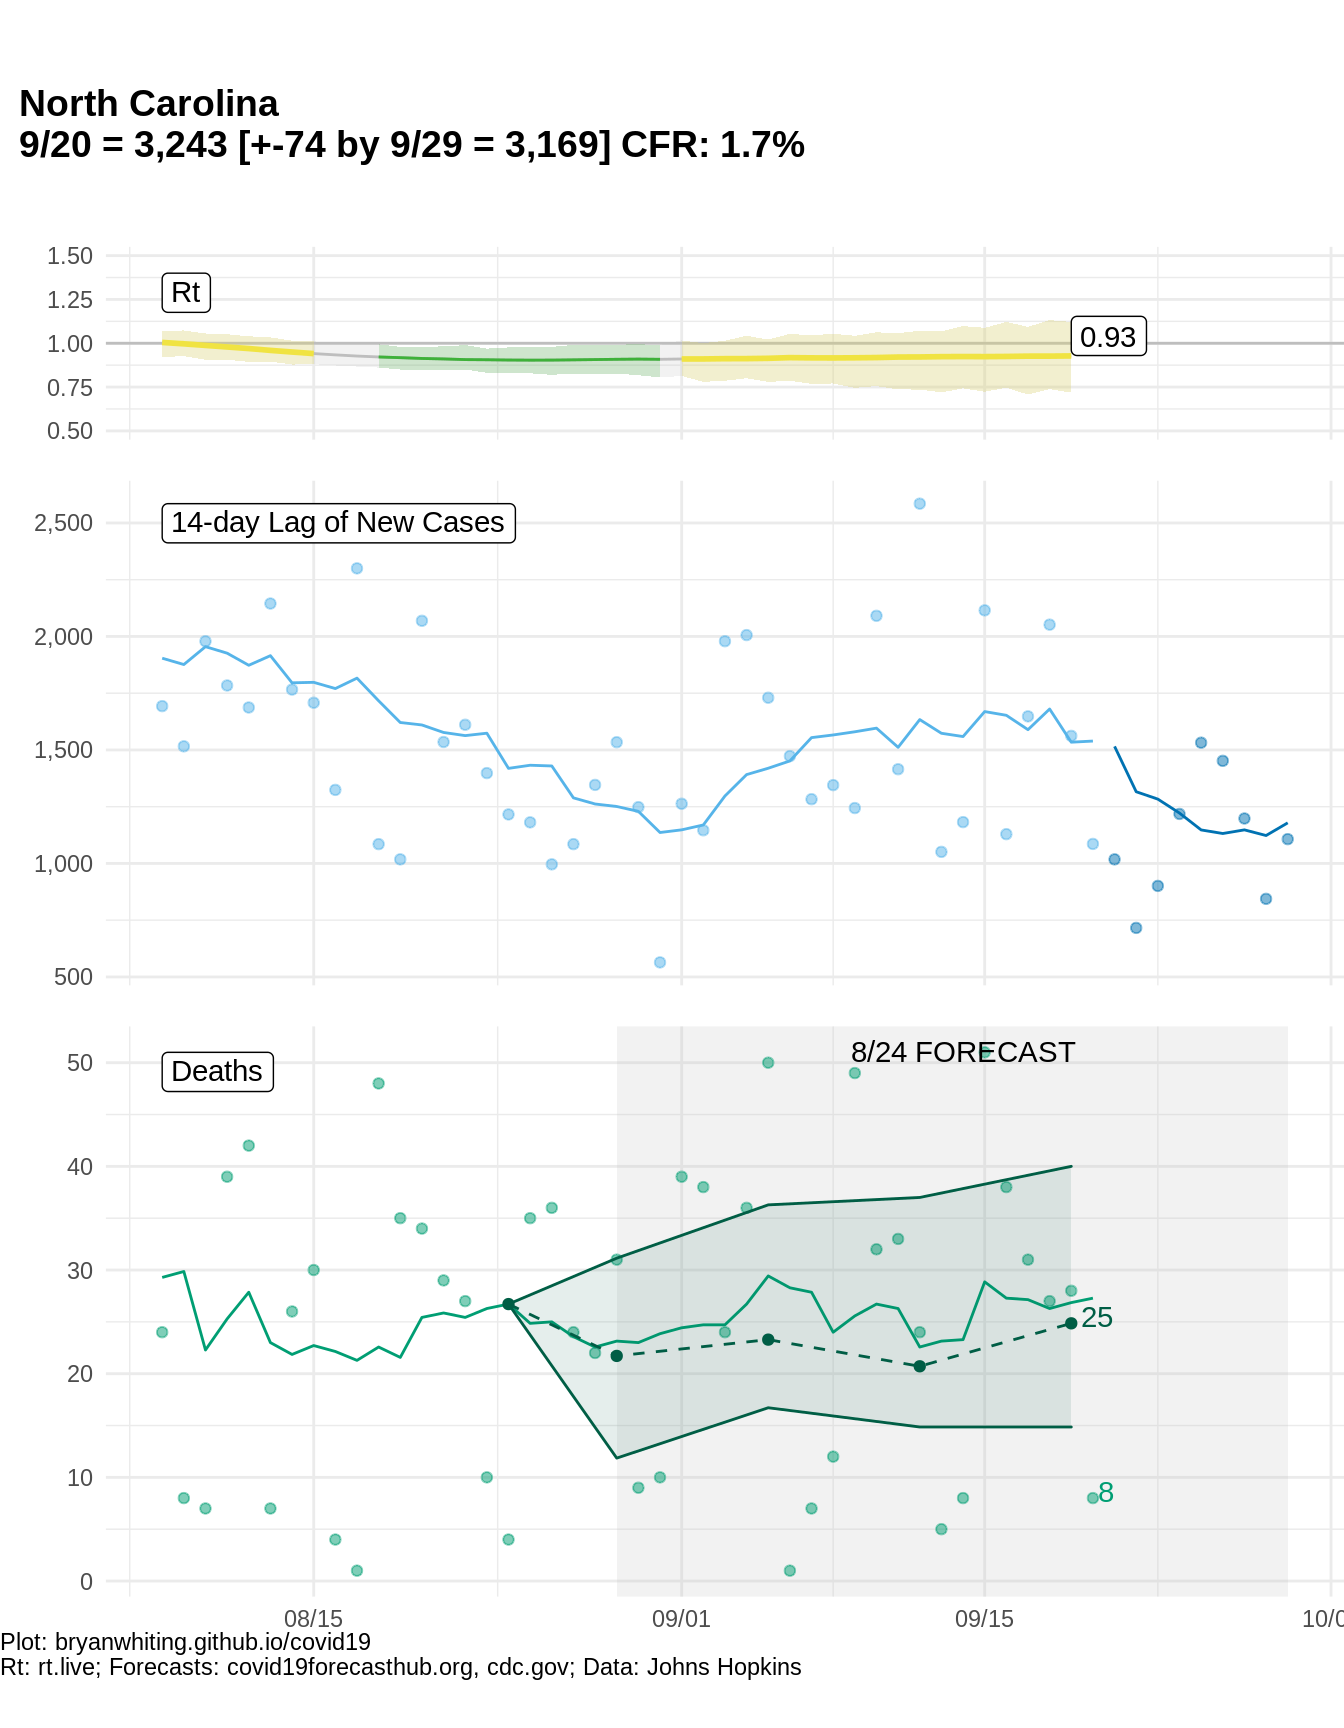 North Carolina
9/20 = 3,243 [+-74 by 9/29 = 3,169] CFR: 1.7%
1.50
1.25
1.00
0.75
0.50
Rt
0.93
2,500
2,000
1,500
1,000
500
14-day Lag of New Cases
50
40
30
20
10
0
Deaths
8/24 FORECAST
25
8
08/15
09/01
09/15
10/0
Plot: bryanwhiting.github.io/covid19
Rt: rt.live; Forecasts: covid19forecasthub.org, cdc.gov; Data: Johns Hopkins